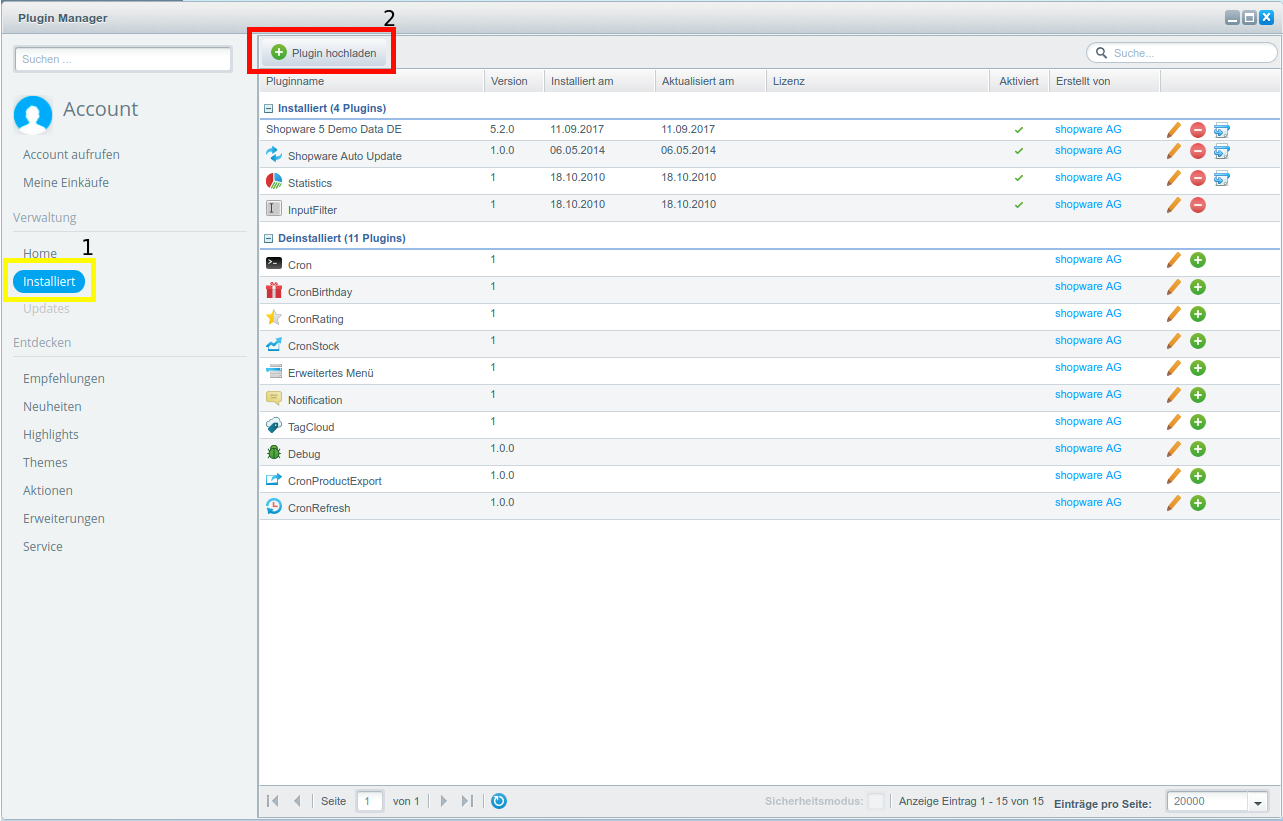 Plugin Manager
2
Suchen ...
Plugin hochladen
Suche...
Account
Account aufrufen
Meine Einkäufe
Verwaltung
Home
1
Installiert
Updates
Entdecken
Empfehlungen
Neuheiten
Highlights
Themes
Aktionen
Erweiterungen
Service
Pluginname Version Installiert am Aktualisiert am Lizenz Aktiviert Erstellt von
Installiert (4 Plugins)
Shopware 5 Demo Data DE 5.2.0 11.09.2017 11.09.2017 shopware AG
Shopware Auto Update 1.0.0 06.05.2014 06.05.2014 shopware AG
Statistics 1 18.10.2010 18.10.2010 shopware AG
InputFilter 1 18.10.2010 18.10.2010 shopware AG
Deinstalliert (11 Plugins)
Cron 1 shopware AG
CronBirthday 1 shopware AG
CronRating 1 shopware AG
CronStock 1 shopware AG
Erweitertes Menü 1 shopware AG
Notification 1 shopware AG
TagCloud 1 shopware AG
Debug 1.0.0 shopware AG
CronProductExport 1.0.0 shopware AG
CronRefresh 1.0.0 shopware AG
Seite 1 von 1 Sicherheitsmodus: Anzeige Eintrag 1 - 15 von 15 Einträge pro Seite: 20000